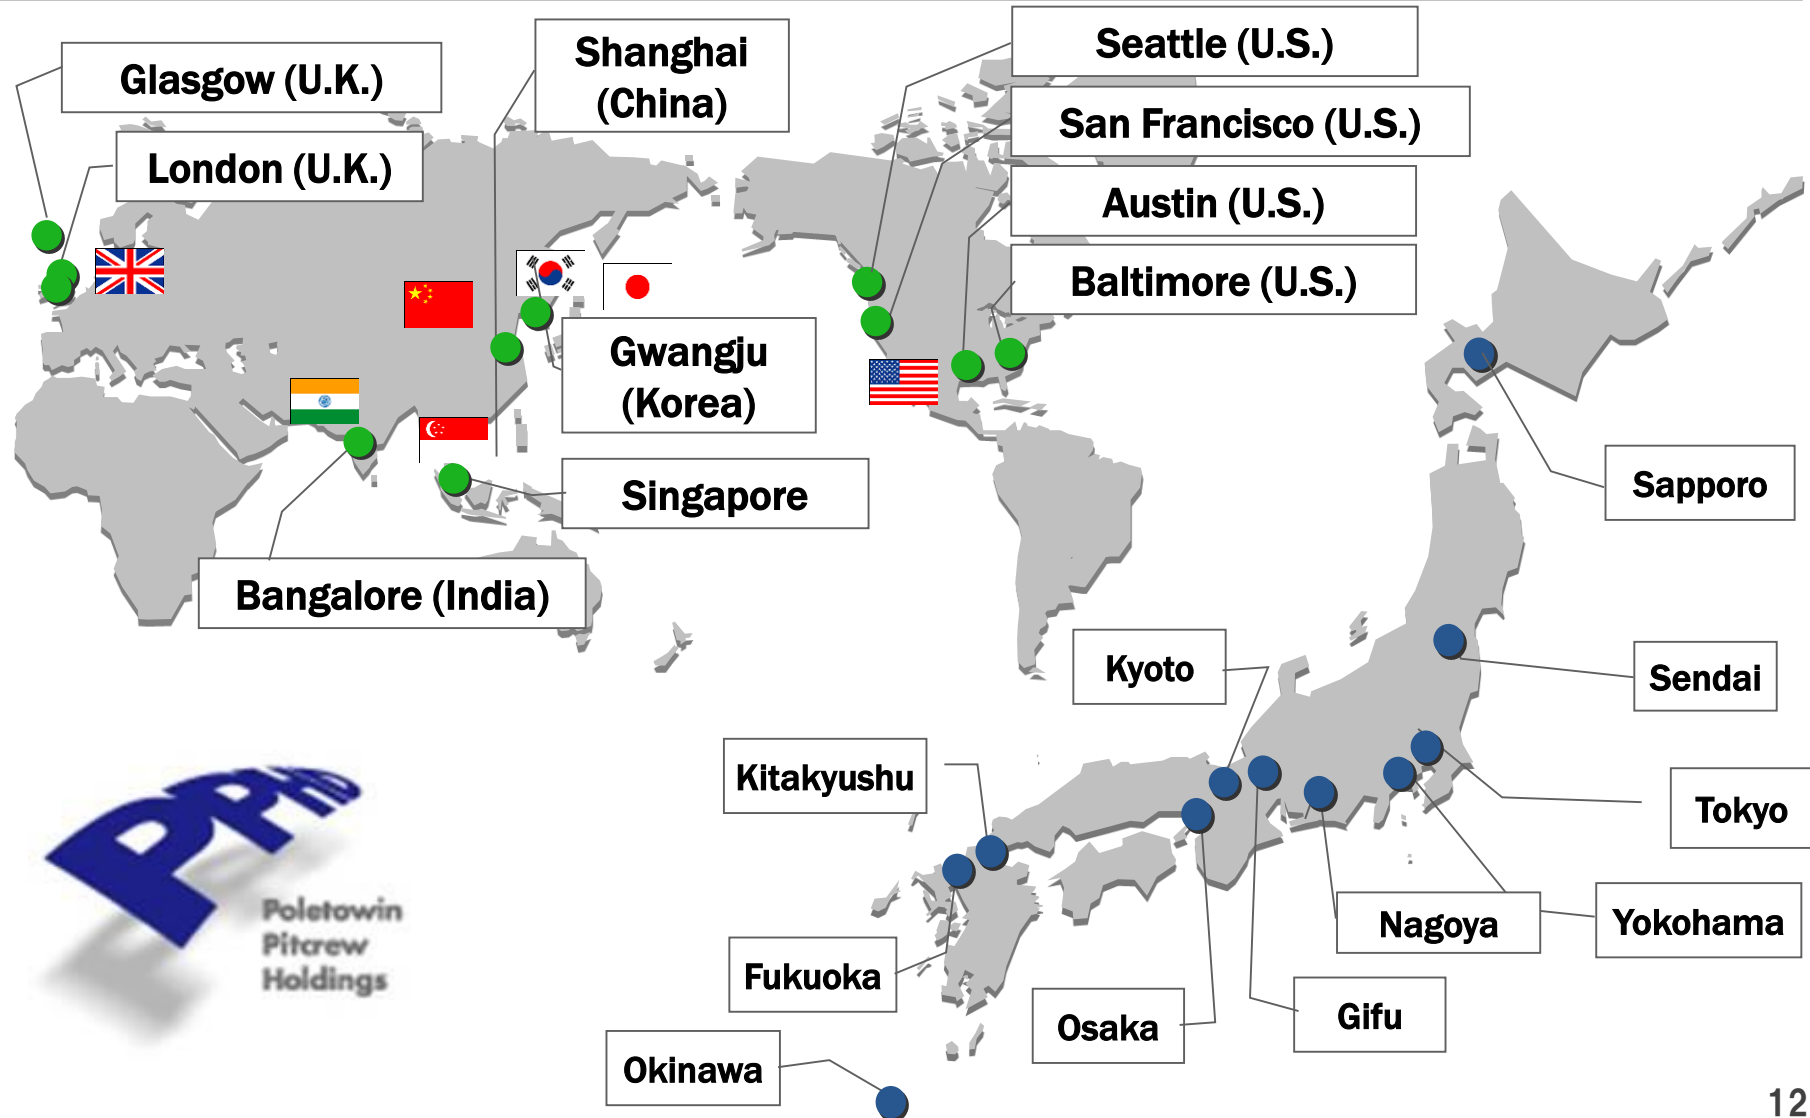 Glasgow (U.K.)
London (U.K.)
Shanghai
(China)
Seattle (U.S.)
San Francisco (U.S.)
Austin (U.S.)
Baltimore (U.S.)
Gwangju
(Korea)
Singapore
Bangalore (India)
Sapporo
Sendai
Kyoto
Kitakyushu
Tokyo
Nagoya
Yokohama
Fukuoka
Osaka
Gifu
Okinawa
PPHD
Poletowin
Pitcrew
Holdings
12